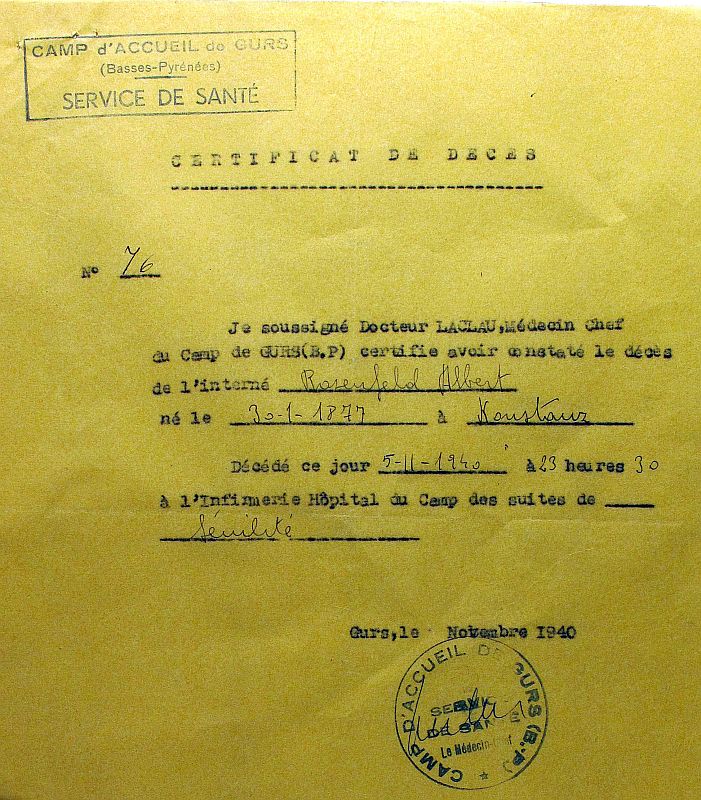 CAMP d'ACCUEIL de GURS
(Basses-Pyrénées)
SERVICE DE SANTÉ
CERTIFICAT DE DECES
N° 76
Je soussigné Docteur LACLAU,Médecin Chef
du Camp de GURS(B.P) certifie avoir constaté le décès
de l'interné Rosenfeld Albert
né le 30-1-1877 à Konstanz
Décédé ce jour 5-11-1940 à 23 heures 30
à l'Infirmerie Hôpital du Camp des suites de
Sénilité
Gurs,le Novembre 1940
CAMP D'ACCUEIL DE GURS (B.P.)
SERVICE
DE SANTÉ
Le Médecin-Chef